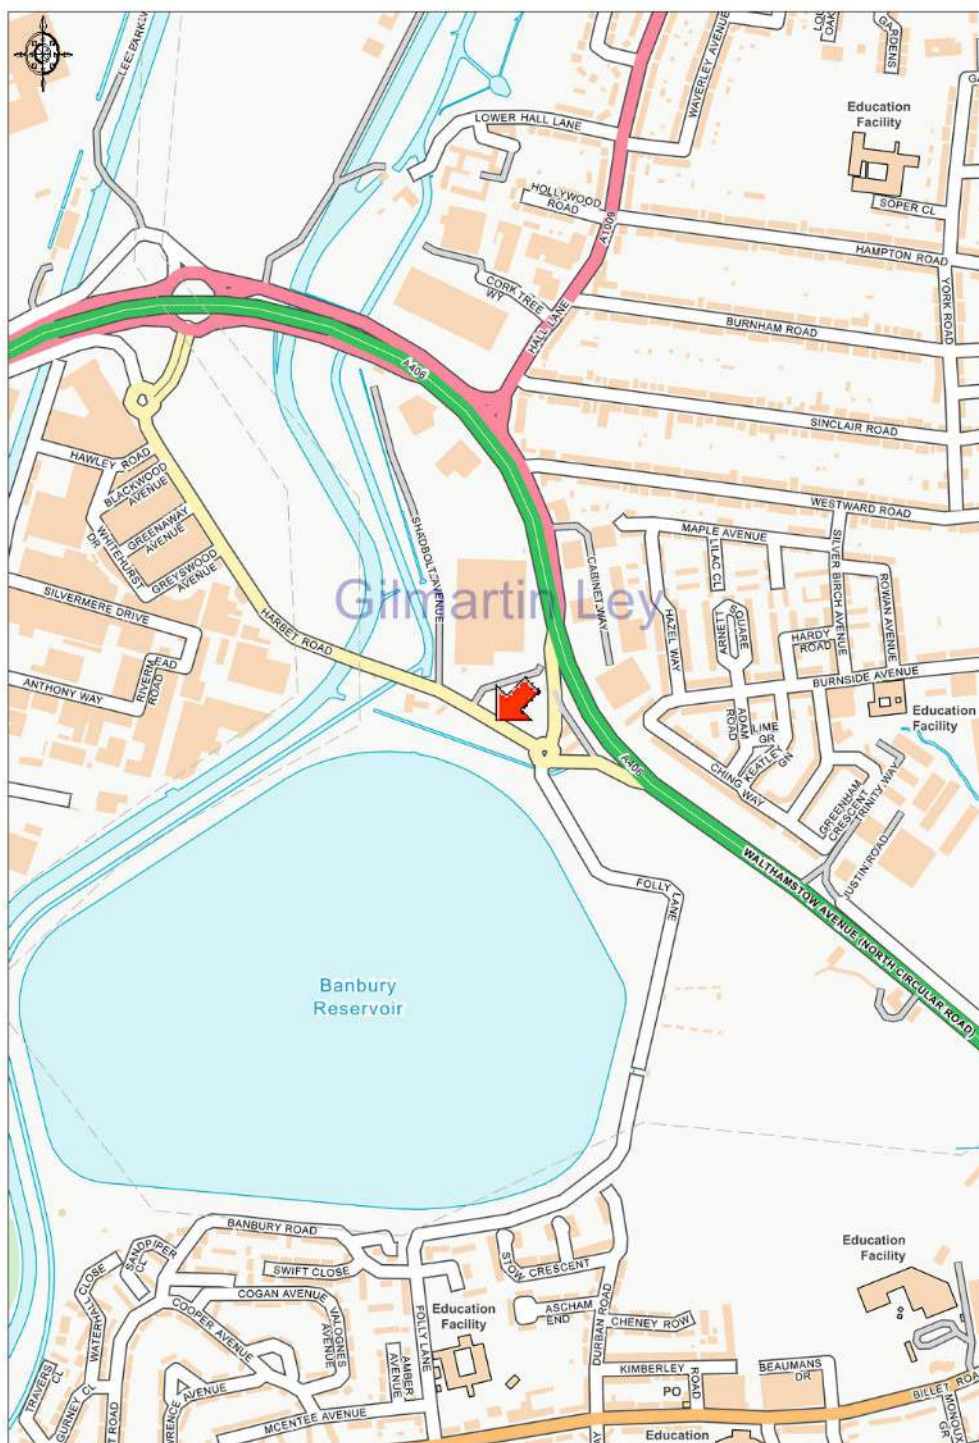 LEE PARK W
LOWER HALL LANE
WAVERLEY AVENUE
GARDENS
Education
Facility
SOPER CL
HOLLYWOOD
ROAD
A1009
HAMPTON ROAD
YORK ROAD
CORK TREE
WY
HALL LANE
BURNHAM ROAD
A406
SINCLAIR ROAD
HAWLEY ROAD
BLACKWOOD
AVENUE
GREENAWAY
AVENUE
WHITEHURST
DR
GREYSWOOD
AVENUE
WESTWARD ROAD
MAPLE AVENUE
SILVER BIRCH AVENUE
LILAC CL
ROWAN AVENUE
SHADBOLT AVENUE
CABINET WAY
Gilmartin Ley
SILVERMERE DRIVE
HARBET ROAD
HAZEL WAY
ARNETT
SQUARE
HARDY
ROAD
RIVERMEAD
ROAD
ANTHONY WAY
BURNSIDE AVENUE
ADAM
ROAD
LIME
GR
KEATLEY
GN
Education
Facility
CHING WAY
A406
GREENHAM
CRESCENT
TRINITY WAY
JUSTIN ROAD
WALTHAMSTOW AVENUE (NORTH CIRCULAR ROAD)
FOLLY LANE
Banbury
Reservoir
BANBURY ROAD
SANDPIPER
CL
SWIFT CLOSE
STOW CRESCENT
Education
Facility
WATERHALL CLOSE
COGAN AVENUE
COOPER AVENUE
VALOGNES
AVENUE
FOLLY LANE
Education
Facility
ASCHAM
END
DURBAN ROAD
CHENEY ROW
TRAVERS
CL
GURNEY CL
T ROAD
RENCE AVENUE
AMBER
AVENUE
MCENTEE AVENUE
KIMBERLEY
ROAD
BEAUMANS
DR
PO
BILLET ROA
MONOUX
GR
Education